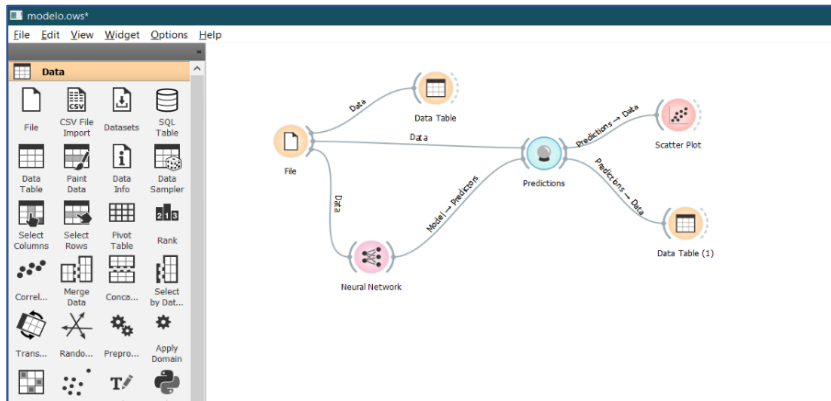 modelo.ows*
File Edit View Widget Options Help
Data
File
CSV File
Import
Datasets
SQL
Table
Data
Table
Paint
Data
Data
Info
Data
Sampler
Select
Columns
Select
Rows
Pivot
Table
Rank
Correl...
Merge
Data
Conca...
Select
by Dat...
Trans...
Rando...
Prepro...
Apply
Domain
File
Data
Data Table
Data
Data
Neural Network
Model → Predictors
Predictions
Predictions → Data
Scatter Plot
Predictions → Data
Data Table (1)